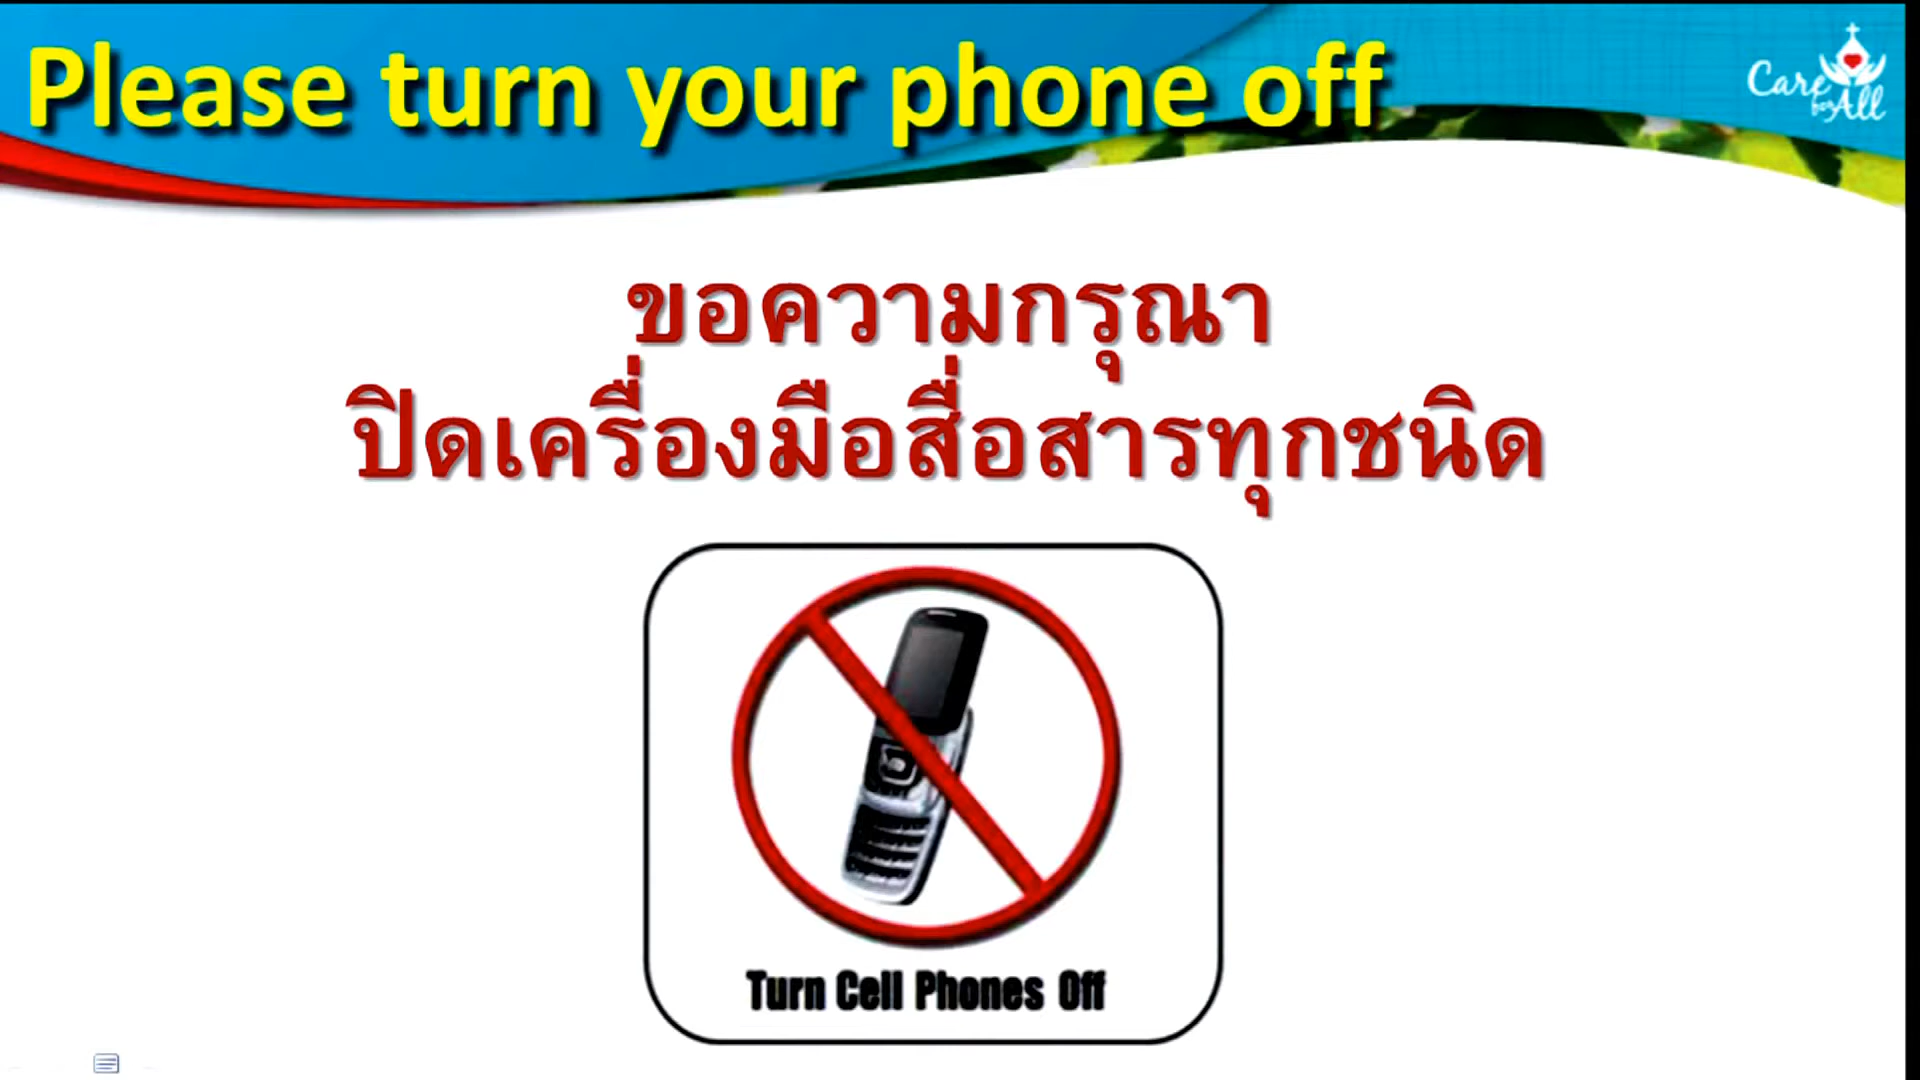 Please turn your phone off
Care
for All
ขอความกรุณา
ปิดเครื่องมือสื่อสารทุกชนิด
Turn Cell Phones Off